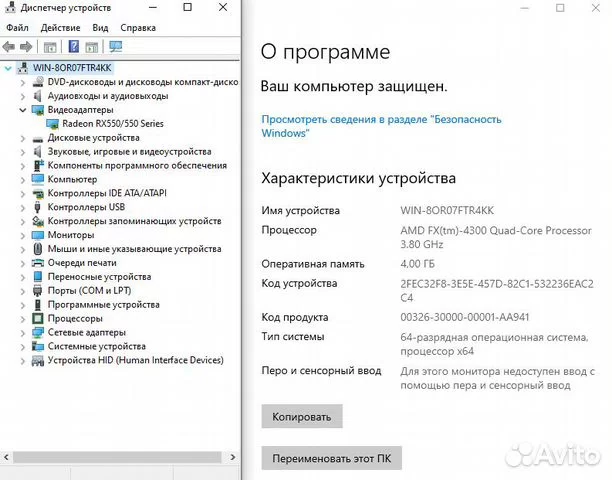 Диспетчер устройств
Файл Действие Вид Справка
WIN-8OR07FTR4KK
DVD-дисководы и дисководы компакт-диско
Аудиовходы и аудиовыходы
Видеоадаптеры
Radeon RX550/550 Series
Дисковые устройства
Звуковые, игровые и видеоустройства
Компоненты программного обеспечения
Компьютер
Контроллеры IDE ATA/ATAPI
Контроллеры USB
Контроллеры запоминающих устройств
Мониторы
Мыши и иные указывающие устройства
Очереди печати
Переносные устройства
Порты (COM и LPT)
Программные устройства
Процессоры
Сетевые адаптеры
Системные устройства
Устройства HID (Human Interface Devices)
О программе
Ваш компьютер защищен.
Просмотреть сведения в разделе "Безопасность
Windows"
Характеристики устройства
Имя устройства WIN-8OR07FTR4KK
Процессор AMD FX(tm)-4300 Quad-Core Processor
3.80 GHz
Оперативная память 4,00 ГБ
Код устройства 2FEC32F8-3E5E-457D-82C1-532236EAC2
C4
Код продукта 00326-30000-00001-AA941
Тип системы 64-разрядная операционная система,
процессор x64
Перо и сенсорный ввод Для этого монитора недоступен ввод с
помощью пера и сенсорный ввод
Копировать
Переименовать этот ПК
Avito